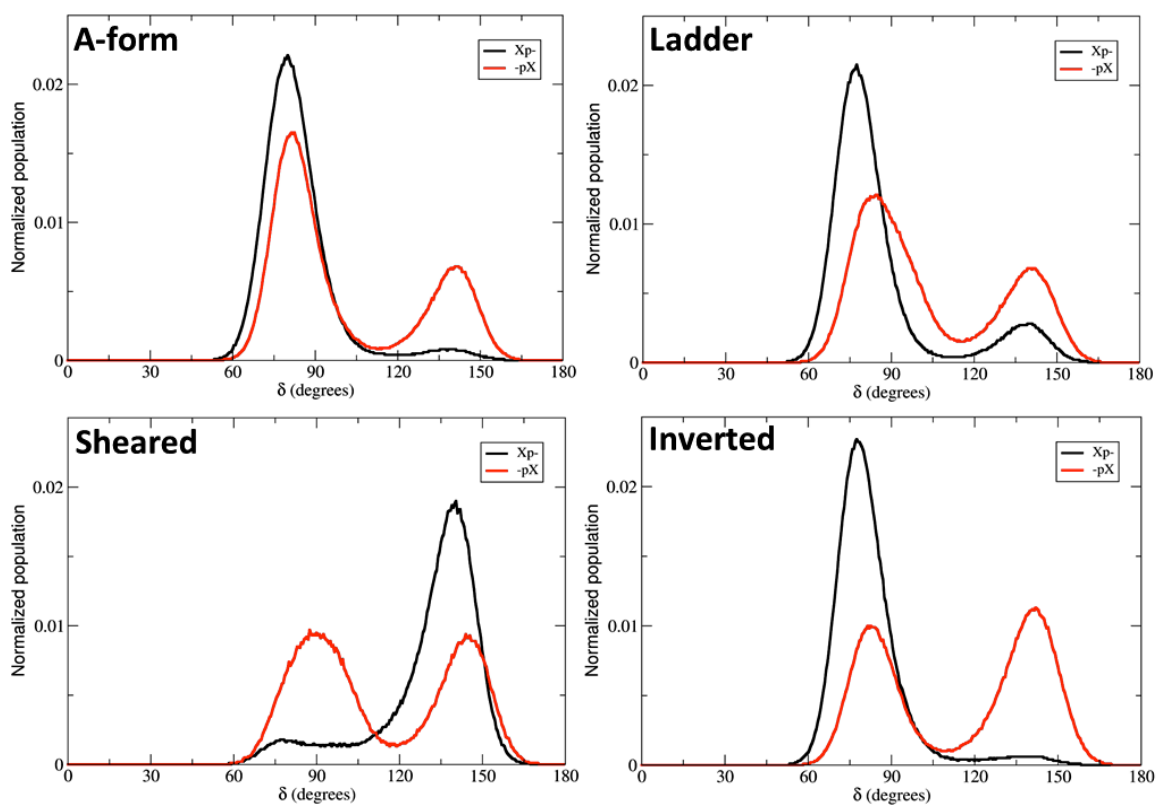 A-form
Xp-
-pX
Normalized population
0.02
0.01
0
0 30 60 90 120 150 180
δ (degrees)
Ladder
Xp-
-pX
Normalized population
0.02
0.01
0
0 30 60 90 120 150 180
δ (degrees)
Sheared
Xp-
-pX
Normalized population
0.02
0.01
0
0 30 60 90 120 150 180
δ (degrees)
Inverted
Xp-
-pX
Normalized population
0.02
0.01
0
0 30 60 90 120 150 180
δ (degrees)